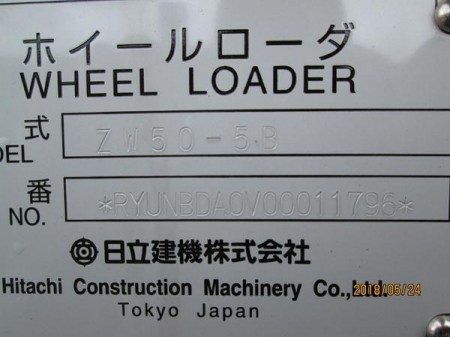 ホイールローダ
WHEEL LOADER
式 ZW50-5B
DEL
番 *RYUNBDA0V00011796*
NO.
日立建機株式会社
Hitachi Construction Machinery Co.,Ltd.
2018/05/24
Tokyo Japan